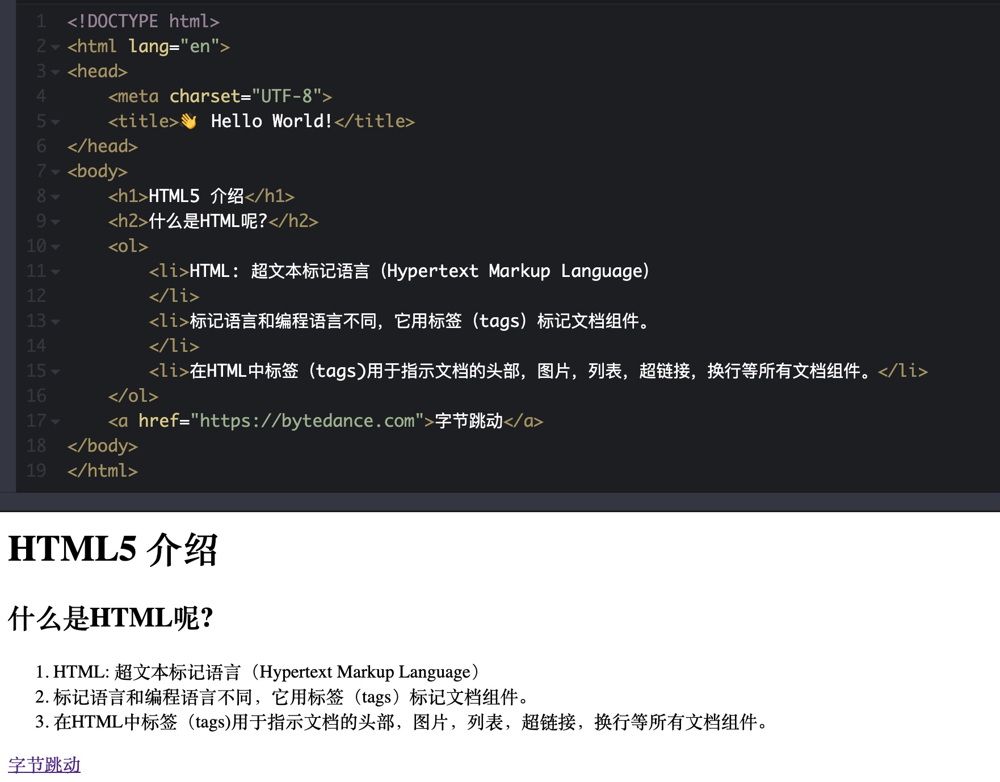 1 <!DOCTYPE html>
2 <html lang="en">
3 <head>
4     <meta charset="UTF-8">
5     <title>👋 Hello World!</title>
6 </head>
7 <body>
8     <h1>HTML5 介绍</h1>
9     <h2>什么是HTML呢?</h2>
10     <ol>
11         <li>HTML: 超文本标记语言（Hypertext Markup Language）
12         </li>
13         <li>标记语言和编程语言不同，它用标签（tags）标记文档组件。
14         </li>
15         <li>在HTML中标签（tags)用于指示文档的头部，图片，列表，超链接，换行等所有文档组件。</li>
16     </ol>
17     <a href="https://bytedance.com">字节跳动</a>
18 </body>
19 </html>
HTML5 介绍
什么是HTML呢?
1. HTML: 超文本标记语言（Hypertext Markup Language）
2. 标记语言和编程语言不同，它用标签（tags）标记文档组件。
3. 在HTML中标签（tags)用于指示文档的头部，图片，列表，超链接，换行等所有文档组件。
字节跳动